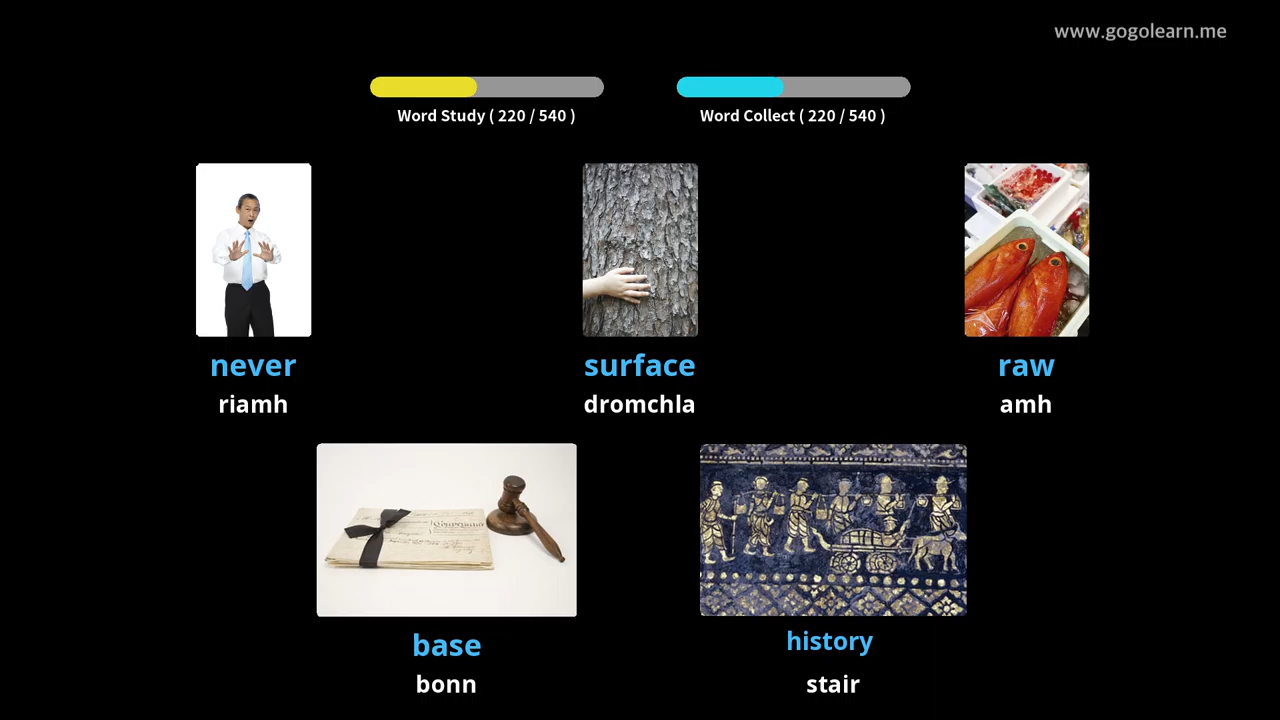 www.gogolearn.me
Word Study ( 220 / 540 )
Word Collect ( 220 / 540 )
never
surface
raw
riamh
dromchla
amh
base
history
bonn
stair